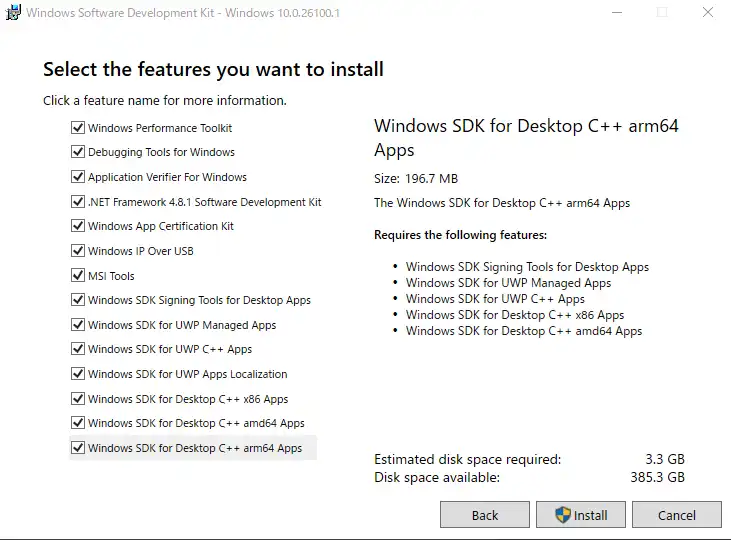 Windows Software Development Kit - Windows 10.0.26100.1
Select the features you want to install
Click a feature name for more information.
Windows Performance Toolkit
Debugging Tools for Windows
Application Verifier For Windows
.NET Framework 4.8.1 Software Development Kit
Windows App Certification Kit
Windows IP Over USB
MSI Tools
Windows SDK Signing Tools for Desktop Apps
Windows SDK for UWP Managed Apps
Windows SDK for UWP C++ Apps
Windows SDK for UWP Apps Localization
Windows SDK for Desktop C++ x86 Apps
Windows SDK for Desktop C++ amd64 Apps
Windows SDK for Desktop C++ arm64 Apps
Windows SDK for Desktop C++ arm64
Apps
Size: 196.7 MB
The Windows SDK for Desktop C++ arm64 Apps
Requires the following features:
• Windows SDK Signing Tools for Desktop Apps
• Windows SDK for UWP Managed Apps
• Windows SDK for UWP C++ Apps
• Windows SDK for Desktop C++ x86 Apps
• Windows SDK for Desktop C++ amd64 Apps
Estimated disk space required: 3.3 GB
Disk space available: 385.3 GB
Back Install Cancel